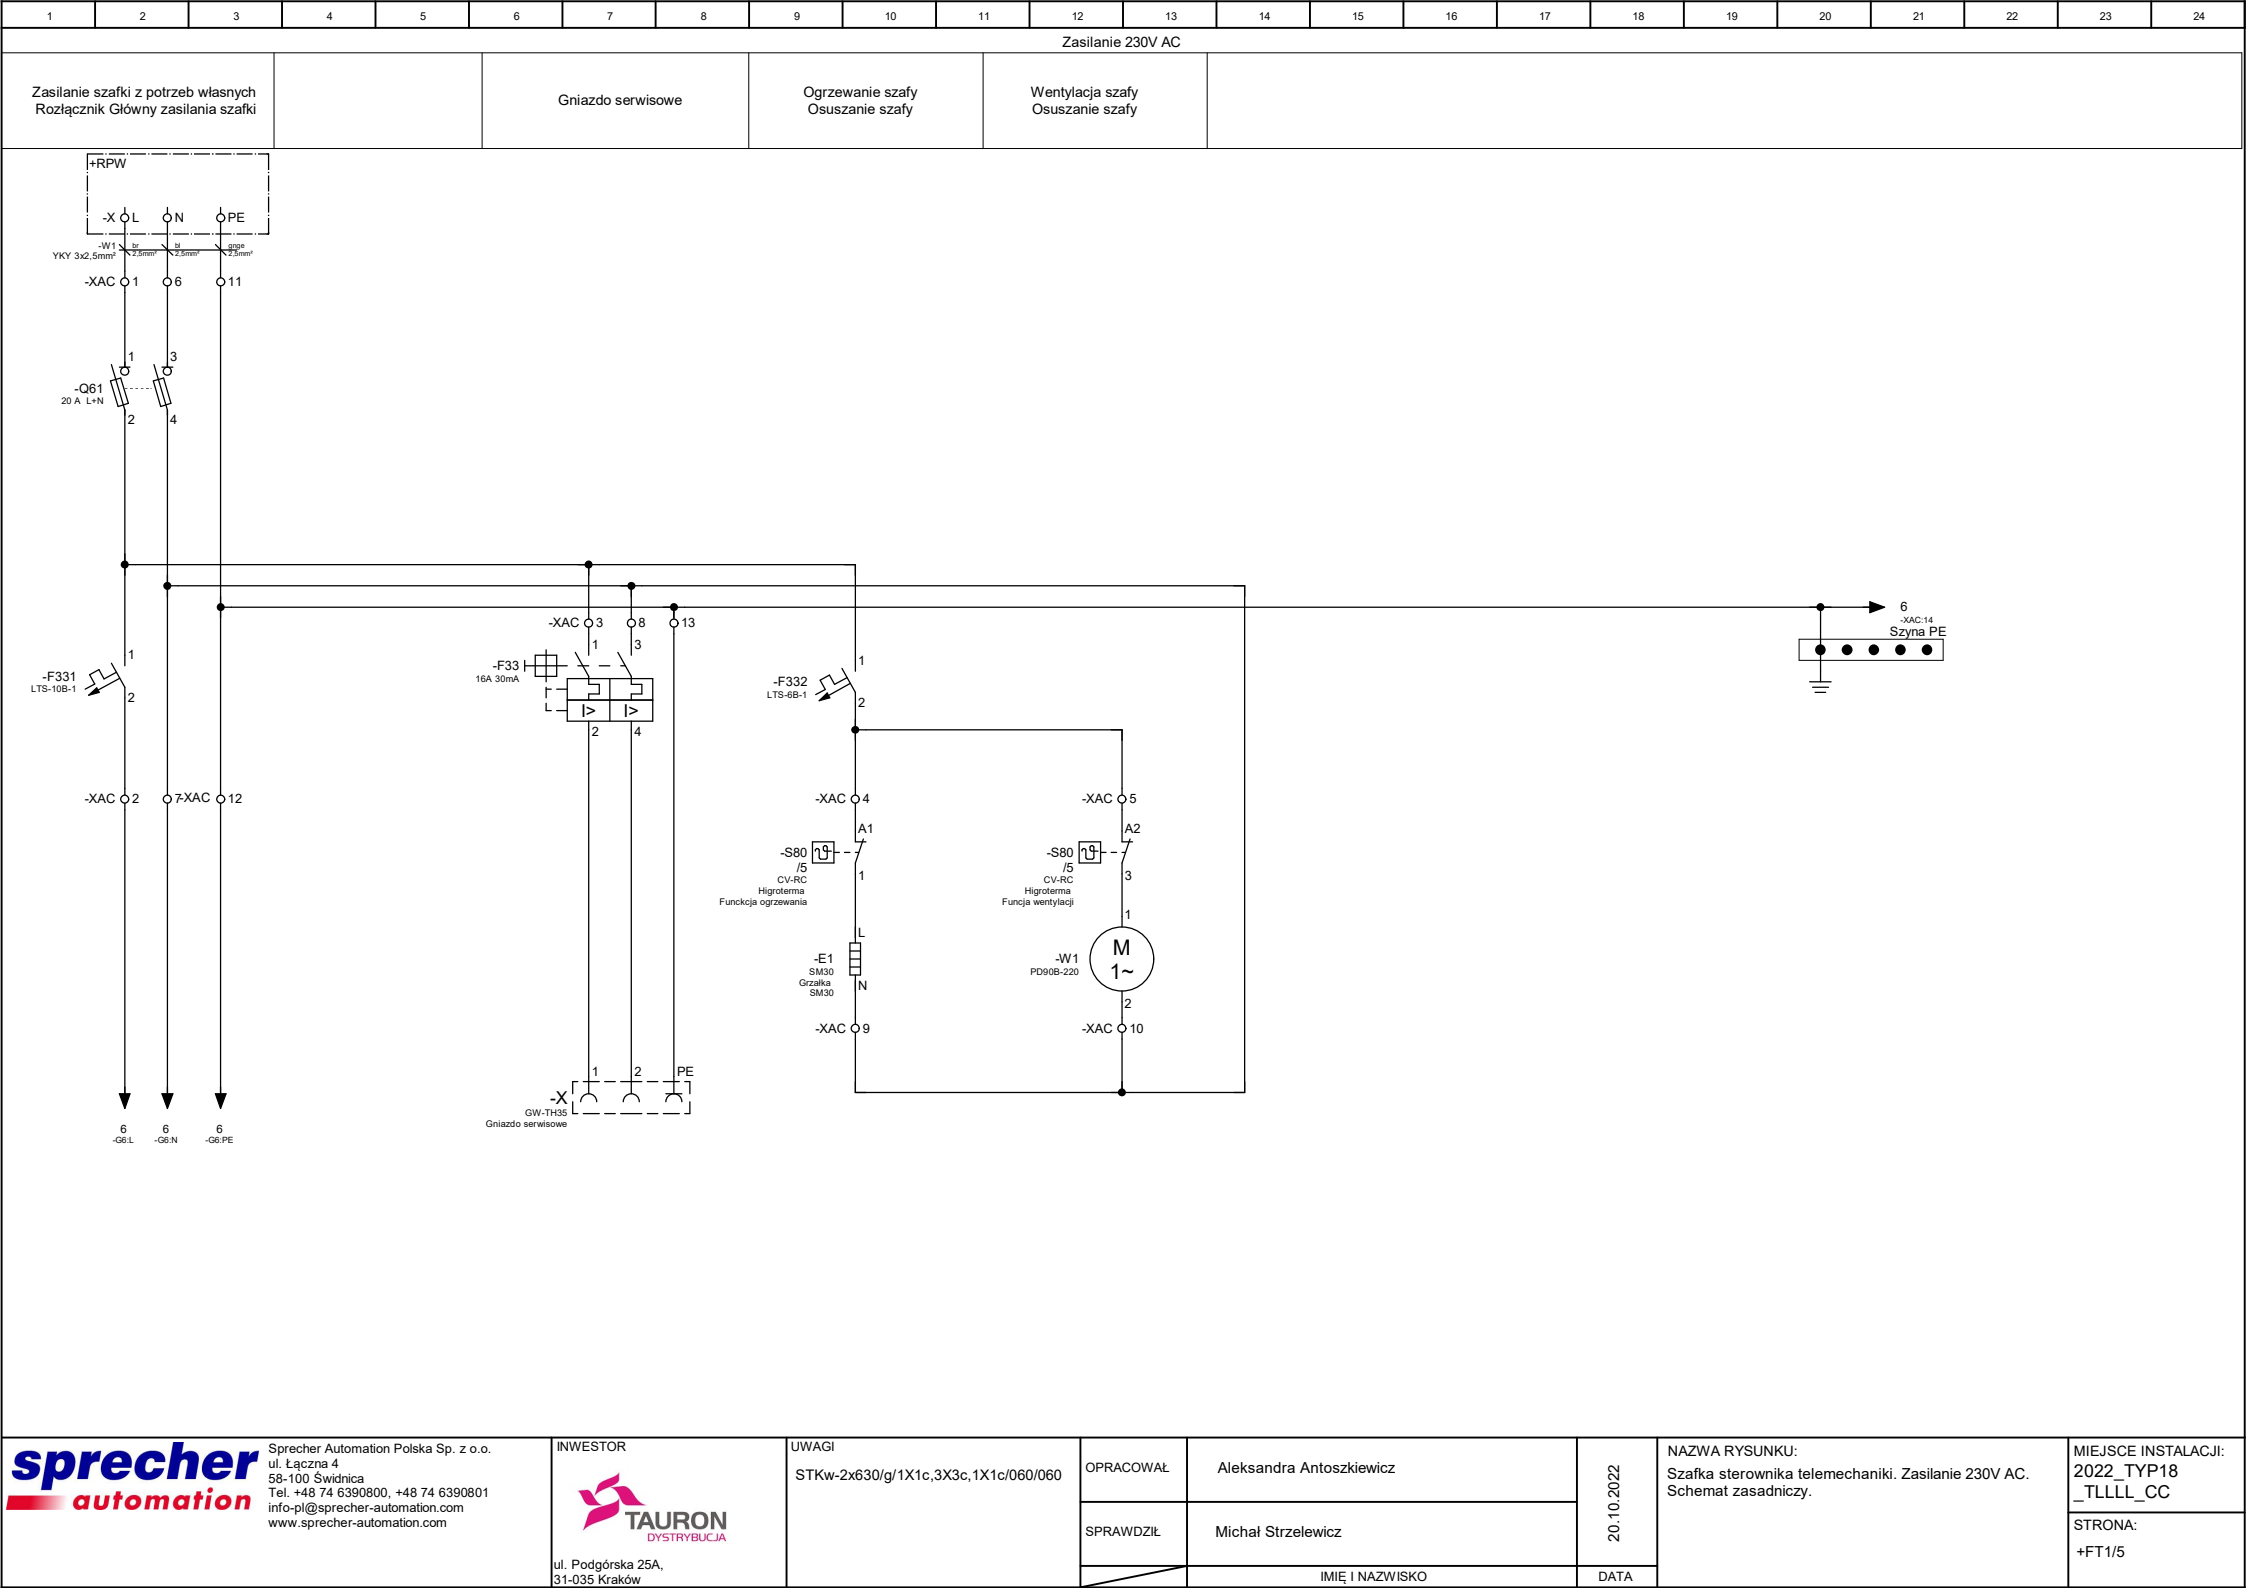 1 2 3 4 5 6 7 8 9 10 11 12 13 14 15 16 17 18 19 20 21 22 23 24
Zasilanie 230V AC
Zasilanie szafki z potrzeb własnych
Rozłącznik Główny zasilania szafki
Gniazdo serwisowe
Ogrzewanie szafy
Osuszanie szafy
Wentylacja szafy
Osuszanie szafy
+RPW
-X L N PE
-W1 br bl gnge
YKY 3x2,5mm² 2,5mm² 2,5mm² 2,5mm²
-XAC 1 6 11
1 3
-Q61
20 A L+N
2 4
6
-XAC:14
Szyna PE
-XAC 3 8 13
1 3
-F33
16A 30mA
I> I>
2 4
1
-F331
LTS-10B-1
2
1
-F332
LTS-6B-1
2
-XAC 2 7 -XAC 12
-XAC 4
-XAC 5
A1
-S80
/5
CV-RC
Higroterma
Funckcja ogrzewania
1
A2
-S80
/5
CV-RC
Higroterma
Funcja wentylacji
3
L
-E1
SM30
Grzałka
SM30
N
1
-W1
PD90B-220
M
1~
2
-XAC 9
-XAC 10
1 2 PE
-X
GW-TH35
Gniazdo serwisowe
6 6 6
-G6:L -G6:N -G6:PE
sprecher
automation
Sprecher Automation Polska Sp. z o.o.
ul. Łączna 4
58-100 Świdnica
Tel. +48 74 6390800, +48 74 6390801
info-pl@sprecher-automation.com
www.sprecher-automation.com
INWESTOR
TAURON
DYSTRYBUCJA
ul. Podgórska 25A,
31-035 Kraków
UWAGI
STKw-2x630/g/1X1c,3X3c,1X1c/060/060
OPRACOWAŁ
Aleksandra Antoszkiewicz
SPRAWDZIŁ
Michał Strzelewicz
IMIĘ I NAZWISKO
20.10.2022
DATA
NAZWA RYSUNKU:
Szafka sterownika telemechaniki. Zasilanie 230V AC.
Schemat zasadniczy.
MIEJSCE INSTALACJI:
2022_TYP18
_TLLLL_CC
STRONA:
+FT1/5